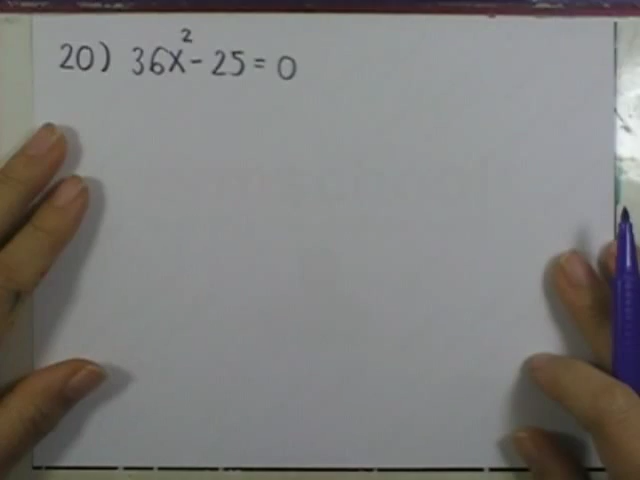 20) 36x² - 25 = 0